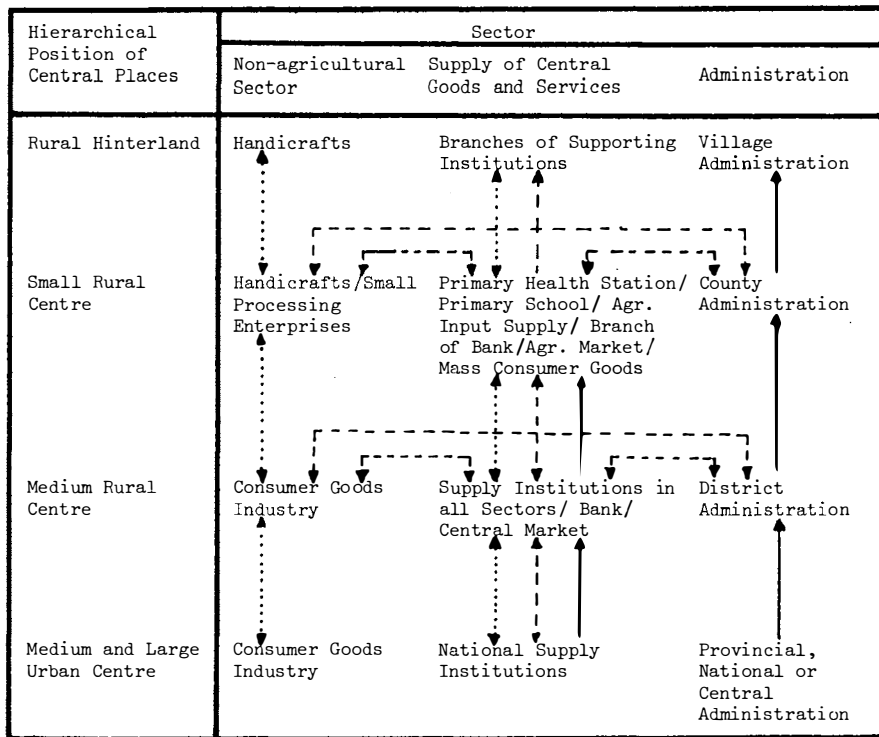 Hierarchical
Position of
Central Places
Sector
Non-agricultural
Sector
Supply of Central
Goods and Services
Administration
Rural Hinterland
Handicrafts
Branches of Supporting
Institutions
Village
Administration
Small Rural
Centre
Handicrafts/Small
Processing
Enterprises
Primary Health Station/
Primary School/ Agr.
Input Supply/ Branch
of Bank/Agr. Market/
Mass Consumer Goods
County
Administration
Medium Rural
Centre
Consumer Goods
Industry
Supply Institutions in
all Sectors/ Bank/
Central Market
District
Administration
Medium and Large
Urban Centre
Consumer Goods
Industry
National Supply
Institutions
Provincial,
National or
Central
Administration